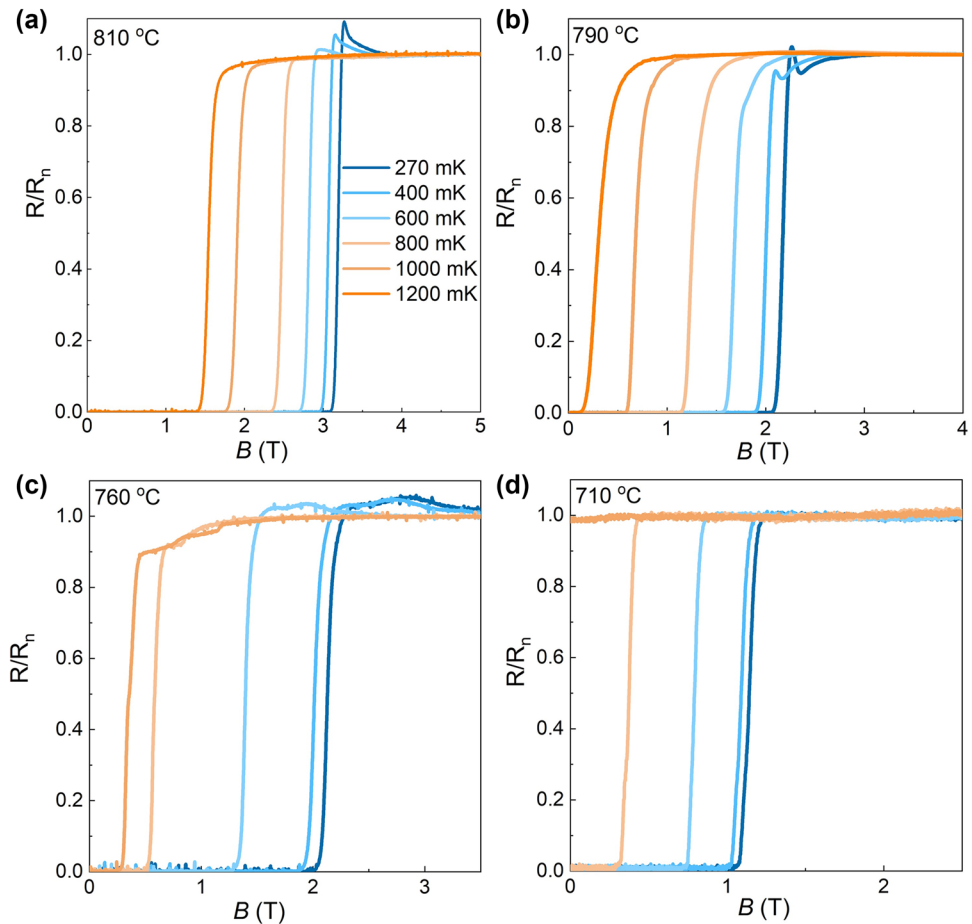 (a)
810 °C
R/Rn
1.0
0.8
0.6
0.4
0.2
0.0
270 mK
400 mK
600 mK
800 mK
1000 mK
1200 mK
0 1 2 3 4 5
B (T)
(b)
790 °C
R/Rn
1.0
0.8
0.6
0.4
0.2
0.0
0 1 2 3 4
B (T)
(c)
760 °C
R/Rn
1.0
0.8
0.6
0.4
0.2
0.0
0 1 2 3
B (T)
(d)
710 °C
R/Rn
1.0
0.8
0.6
0.4
0.2
0.0
0 1 2
B (T)